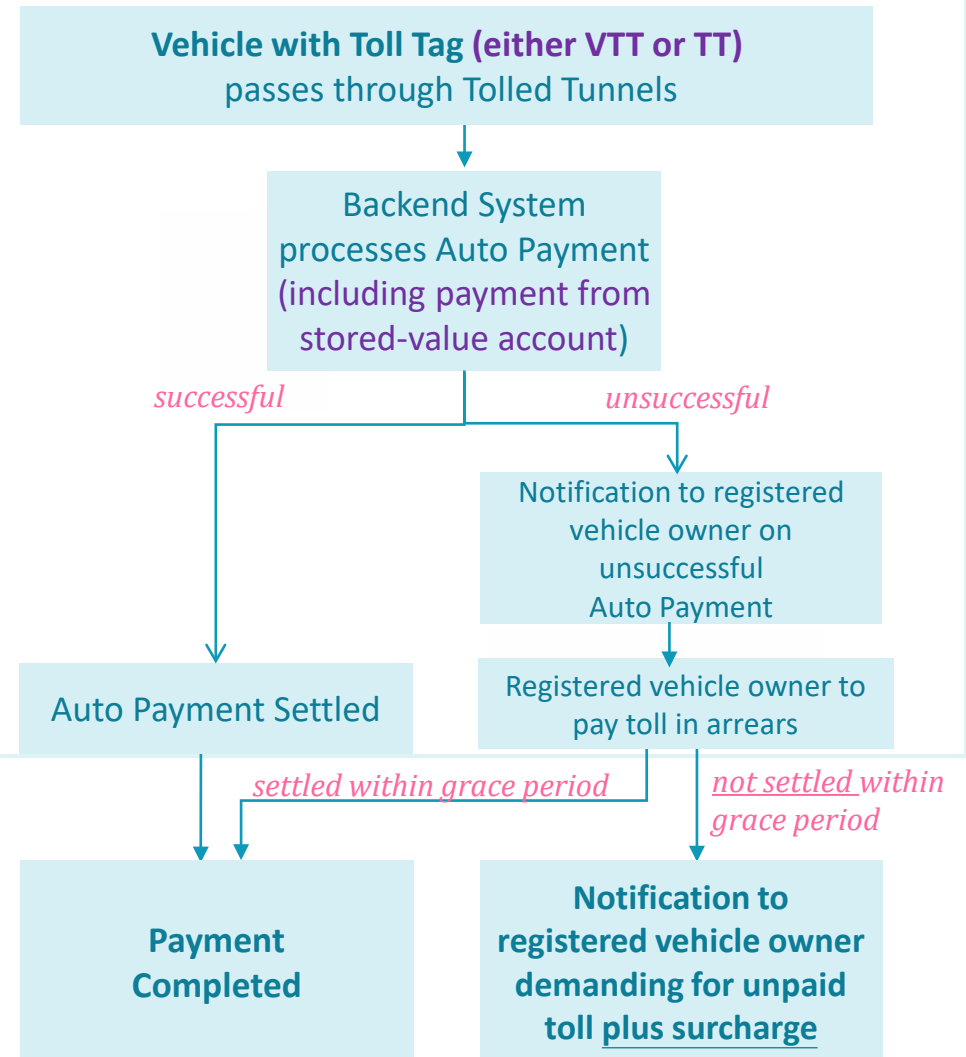 Vehicle with Toll Tag (either VTT or TT)
passes through Tolled Tunnels
Backend System
processes Auto Payment
(including payment from
stored-value account)
successful
unsuccessful
Notification to registered
vehicle owner on
unsuccessful
Auto Payment
Auto Payment Settled
Registered vehicle owner to
pay toll in arrears
settled within grace period
not settled within
grace period
Payment
Completed
Notification to
registered vehicle owner
demanding for unpaid
toll plus surcharge